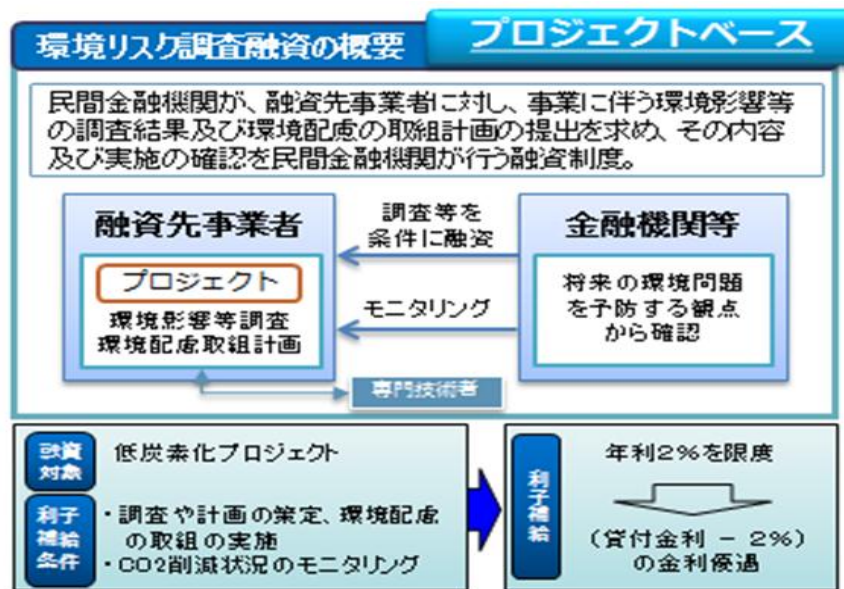 環境リスク調査融資の概要
プロジェクトベース
民間金融機関が、融資先事業者に対し、事業に伴う環境影響等
の調査結果及び環境配慮の取組計画の提出を求め、その内容
及び実施の確認を民間金融機関が行う融資制度。
融資先事業者
プロジェクト
環境影響等調査
環境配慮取組計画
調査等を
条件に融資
モニタリング
金融機関等
将来の環境問題
を予防する観点
から確認
専門技術者
融資
対象
低炭素化プロジェクト
利子
補給
条件
・調査や計画の策定、環境配慮
の取組の実施
・CO2削減状況のモニタリング
利子補給
年利2%を限度
(貸付金利 − 2%)
の金利優遇